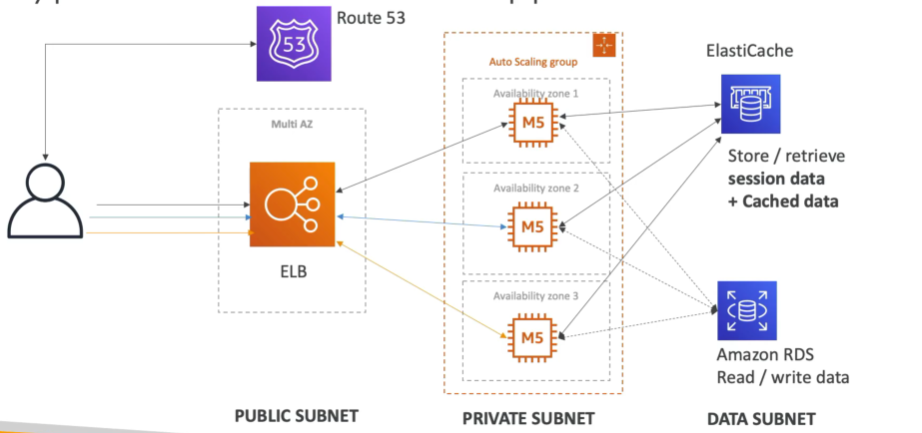 Route 53
53
ElastiCache
Auto Scaling group
Availability zone 1
M5
Multi AZ
Store / retrieve
session data
+ Cached data
Availability zone 2
M5
ELB
Availability zone 3
M5
Amazon RDS
Read / write data
PUBLIC SUBNET
PRIVATE SUBNET
DATA SUBNET